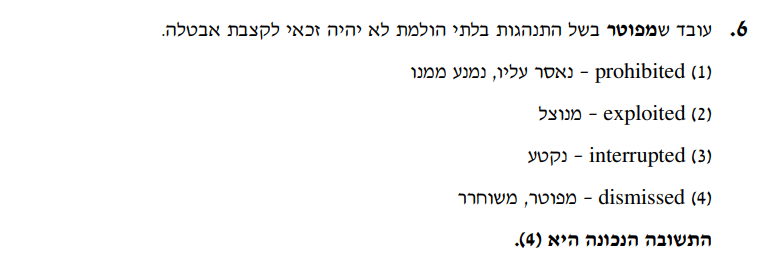 6. עובד שמפוטר בשל התנהגות בלתי הולמת לא יהיה זכאי לקצבת אבטלה.
(1) prohibited – נאסר עליו, נמנע ממנו
(2) exploited – מנוצל
(3) interrupted – נקטע
(4) dismissed – מפוטר, משוחרר
התשובה הנכונה היא (4).